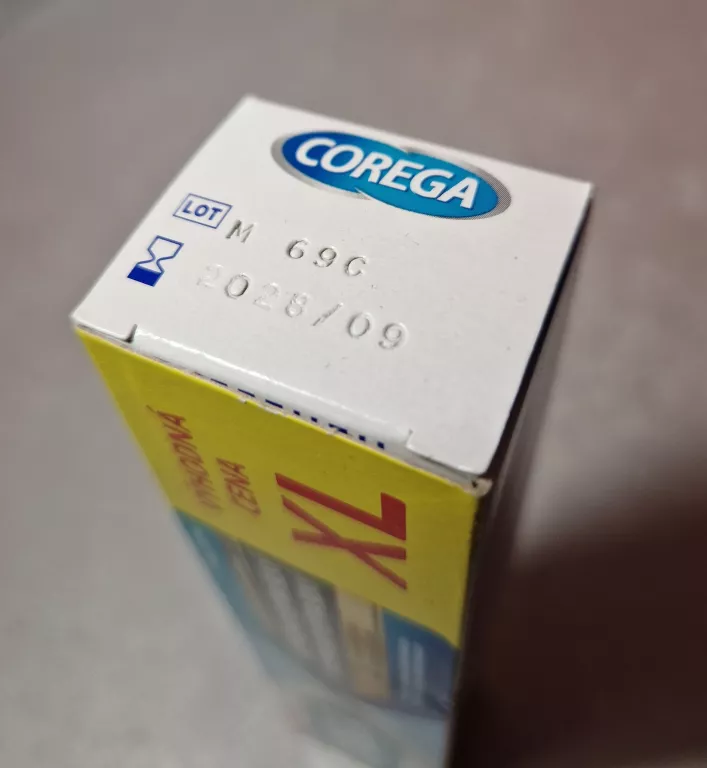 COREGA
LOT M 69C
2028/09
VÝHODNÁ
CENA
XL